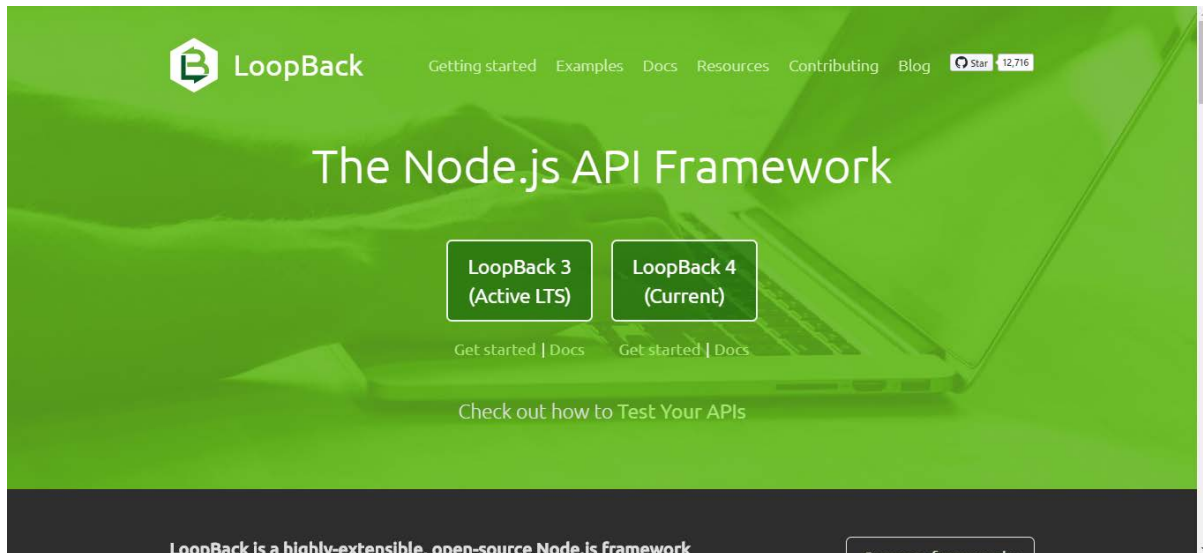 LoopBack
Getting started Examples Docs Resources Contributing Blog Star 12,716
The Node.js API Framework
LoopBack 3
(Active LTS)
LoopBack 4
(Current)
Get started | Docs
Get started | Docs
Check out how to Test Your APIs
LoopBack is a highly-extensible, open-source Node.js framework